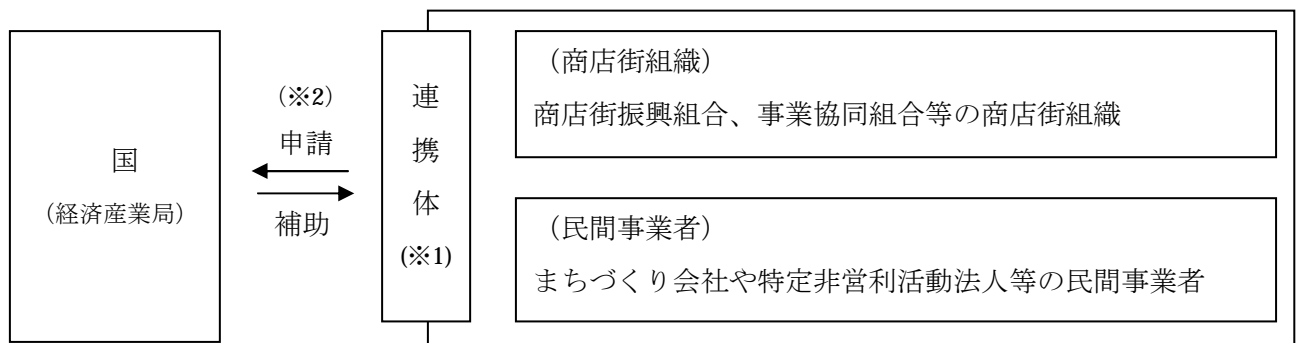 国
（経済産業局）
(※2)
申請
補助
連
携
体
(※1)
（商店街組織）
商店街振興組合、事業協同組合等の商店街組織
（民間事業者）
まちづくり会社や特定非営利活動法人等の民間事業者